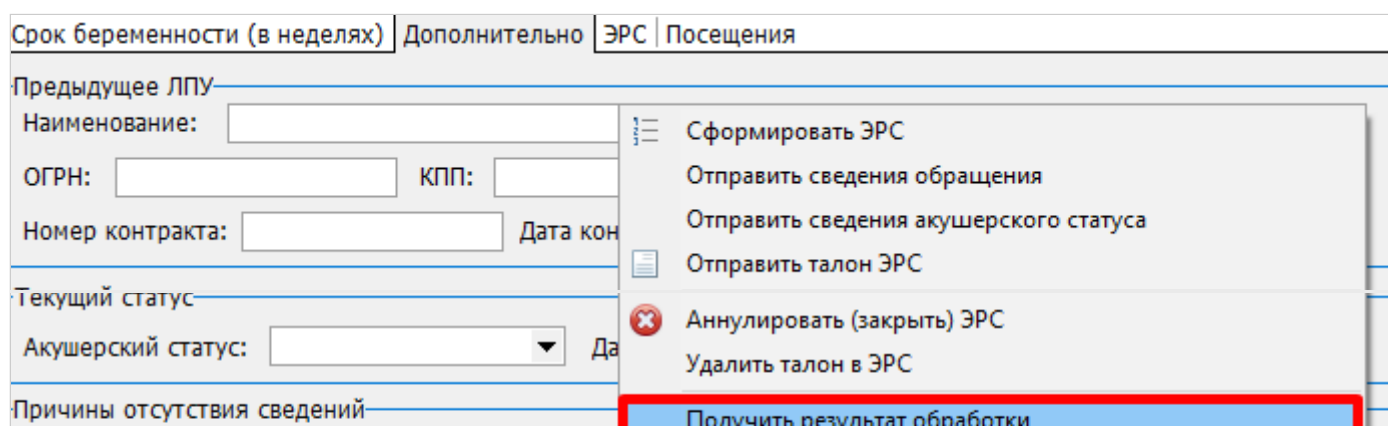 Срок беременности (в неделях) Дополнительно ЭРС Посещения
Предыдущее ЛПУ
Наименование:
ОГРН: КПП:
Номер контракта: Дата кон
Текущий статус
Акушерский статус: Да
Причины отсутствия сведений
Сформировать ЭРС
Отправить сведения обращения
Отправить сведения акушерского статуса
Отправить талон ЭРС
Аннулировать (закрыть) ЭРС
Удалить талон в ЭРС
Получить результат обработки